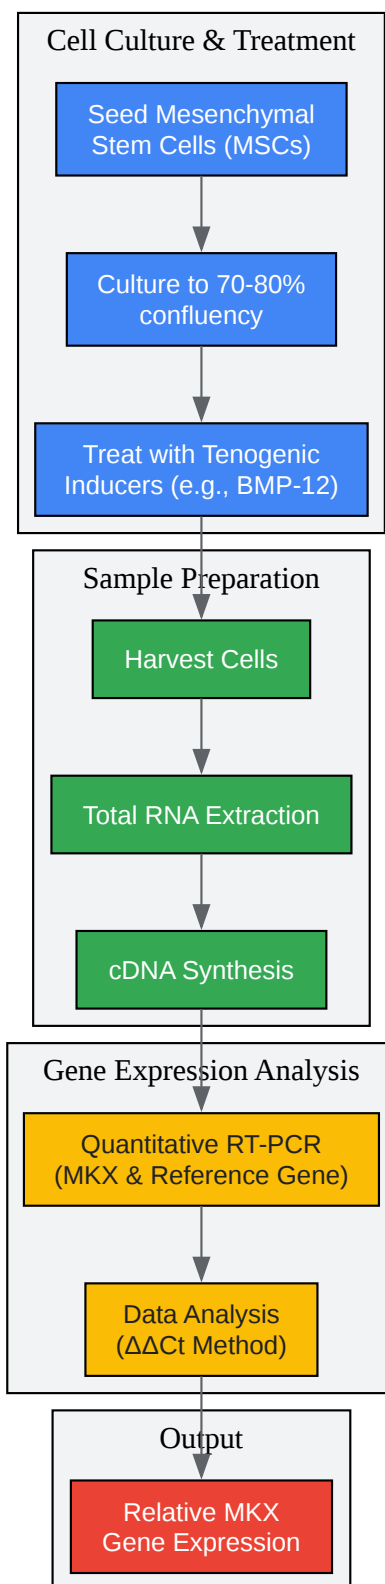 Cell Culture & Treatment
Seed Mesenchymal
Stem Cells (MSCs)
Culture to 70-80%
confluency
Treat with Tenogenic
Inducers (e.g., BMP-12)
Sample Preparation
Harvest Cells
Total RNA Extraction
cDNA Synthesis
Gene Expression Analysis
Quantitative RT-PCR
(MKX & Reference Gene)
Data Analysis
(ΔΔCt Method)
Output
Relative MKX
Gene Expression